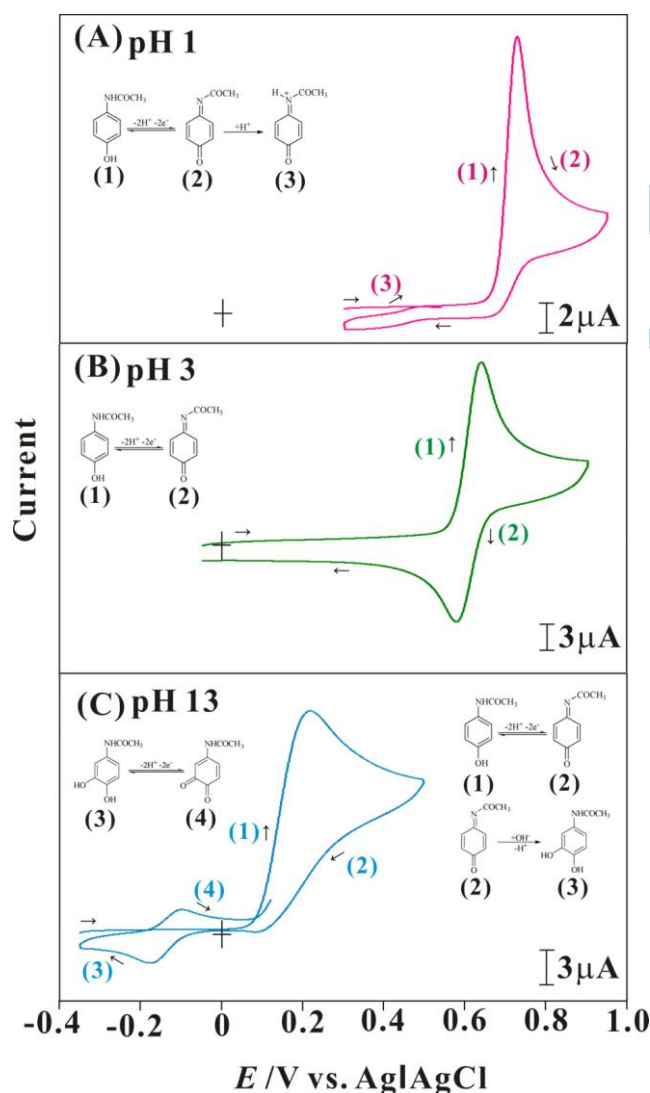 (A) pH 1
NHCOCH₃
OH
(1)
-2H⁺ -2e⁻
N COCH₃
O
(2)
+H⁺
H + COCH₃
N
O
(3)
(1)↑
↓(2)
→ (3)
←
2μA
(B) pH 3
NHCOCH₃
OH
(1)
-2H⁺ -2e⁻
N COCH₃
O
(2)
(1)↑
→
↓(2)
←
3μA
(C) pH 13
NHCOCH₃
HO
OH
(3)
-2H⁺ -2e⁻
NHCOCH₃
O
O
(4)
NHCOCH₃
OH
(1)
-2H⁺ -2e⁻
N COCH₃
O
(2)
N COCH₃
O
(2)
+OH⁻
-H⁺
NHCOCH₃
HO
OH
(3)
(1)↑
(2)
(4)
→
(3)
3μA
Current
-0.4 -0.2 0 0.2 0.4 0.6 0.8 1.0
E /V vs. Ag|AgCl